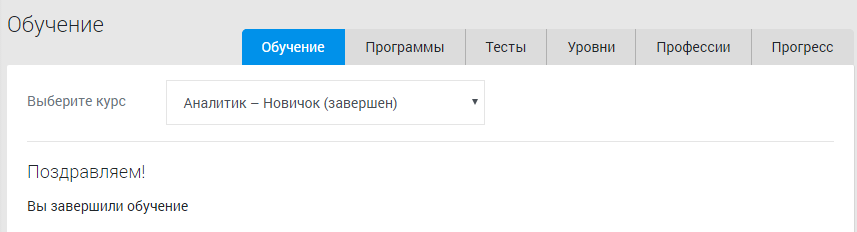 Обучение
Обучение Программы Тесты Уровни Профессии Прогресс
Выберите курс Аналитик – Новичок (завершен)
Поздравляем!
Вы завершили обучение